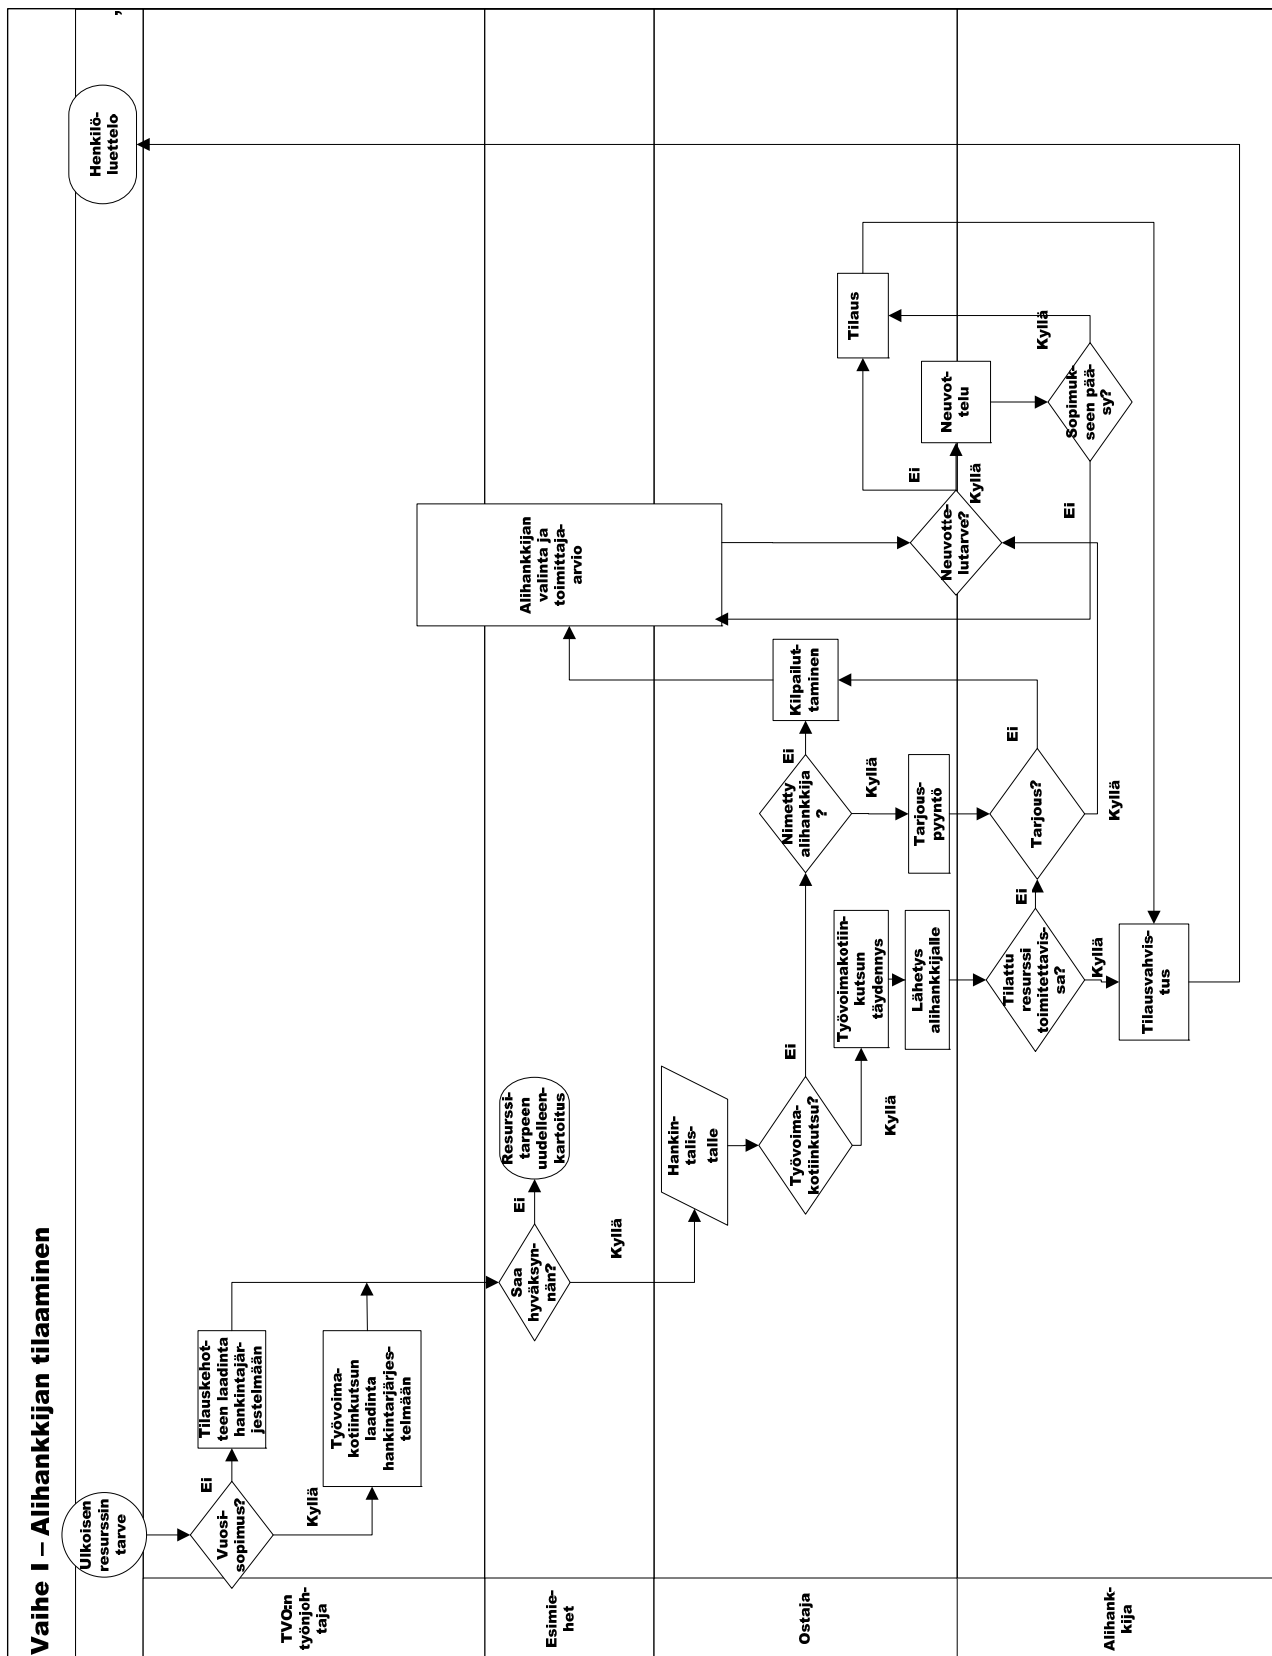 Vaihe I – Alihankkijan tilaaminen
Ulkoisen
resurssin
tarve
Henkilö-
luettelo
,
TVO:n
työnjoh-
taja
Vuosi-
sopimus?
Ei
Kyllä
Tilauskehot-
teen laadinta
hankintajär-
jestelmään
Työvoima-
kotiinkutsun
laadinta
hankintarjärjes-
telmään
Esimie-
het
Saa
hyväksyn-
nän?
Ei
Kyllä
Resurssi-
tarpeen
uudelleen-
kartoitus
Alihankkijan
valinta ja
toimittaja-
arvio
Ostaja
Hankin-
talis-
talle
Työvoima-
kotiinkutsu?
Ei
Kyllä
Työvoimakotiin-
kutsun
täydennys
Lähetys
alihankkijalle
Nimetty
alihankkija
?
Ei
Kyllä
Tarjous-
pyyntö
Kilpailut-
taminen
Neuvotte-
lutarve?
Ei
Kyllä
Neuvot-
telu
Tilaus
Alihank-
kija
Tilattu
resurssi
toimitettavis-
sa?
Ei
Kyllä
Tilausvahvis-
tus
Tarjous?
Ei
Kyllä
Sopimuk-
seen pää-
sy?
Ei
Kyllä